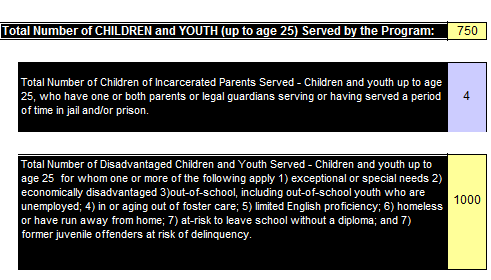 Total Number of CHILDREN and YOUTH (up to age 25) Served by the Program: 750
Total Number of Children of Incarcerated Parents Served - Children and youth up to age
25, who have one or both parents or legal guardians serving or having served a period
of time in jail and/or prison.
4
Total Number of Disadvantaged Children and Youth Served - Children and youth up to
age 25  for whom one or more of the following apply 1) exceptional or special needs 2)
economically disadvantaged 3)out-of-school, including out-of-school youth who are
unemployed; 4) in or aging out of foster care; 5) limited English proficiency; 6) homeless
or have run away from home; 7) at-risk to leave school without a diploma; and 7)
former juvenile offenders at risk of delinquency.
1000